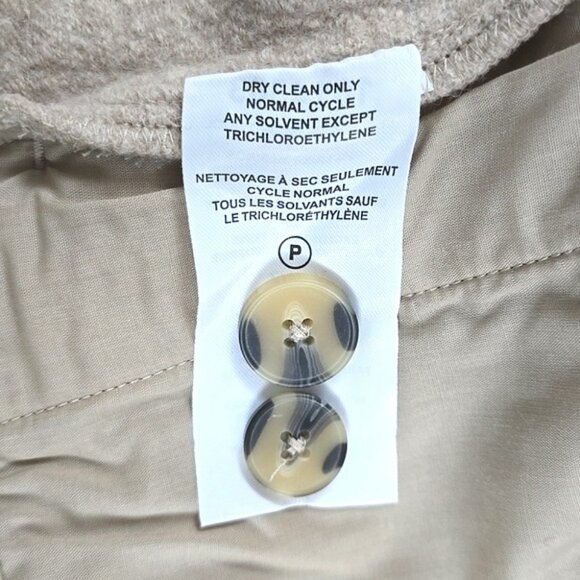 DRY CLEAN ONLY
NORMAL CYCLE
ANY SOLVENT EXCEPT
TRICHLOROETHYLENE
NETTOYAGE À SEC SEULEMENT
CYCLE NORMAL
TOUS LES SOLVANTS SAUF
LE TRICHLORÉTHYLÈNE
P